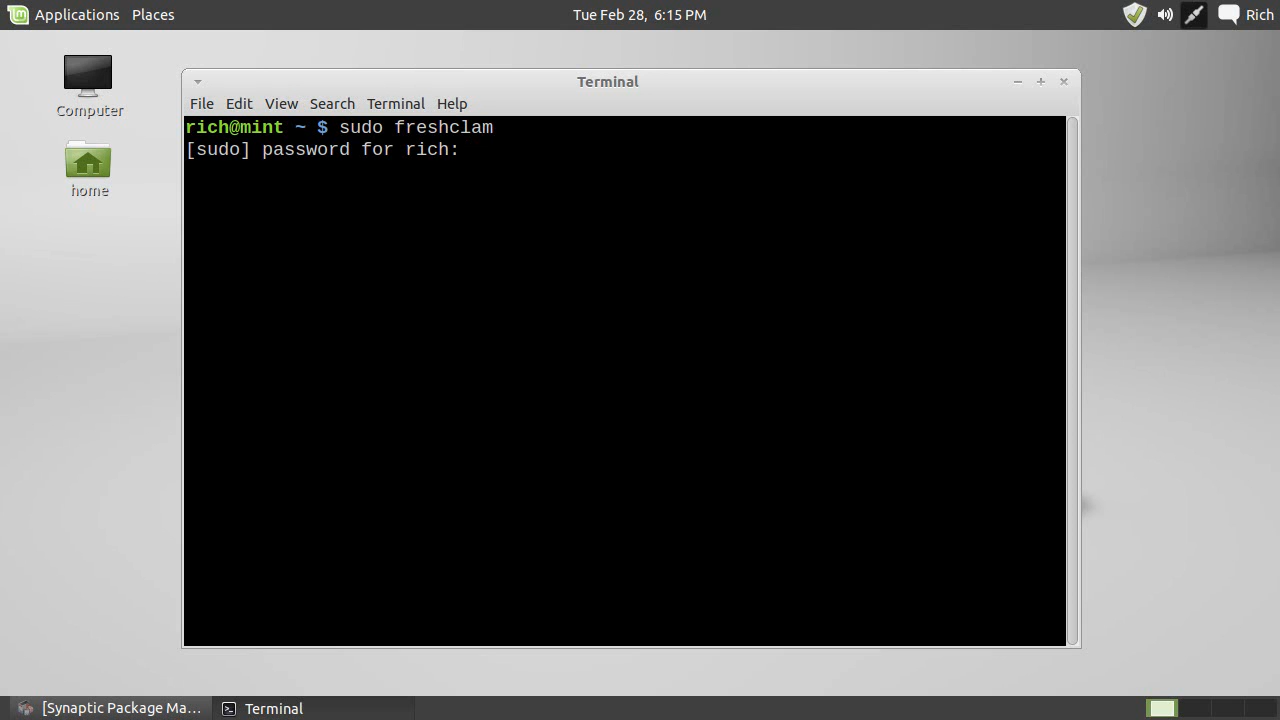 Applications Places Tue Feb 28, 6:15 PM Rich
Computer
home
Terminal
File Edit View Search Terminal Help
rich@mint ~ $ sudo freshclam
[sudo] password for rich:
[Synaptic Package Ma... Terminal